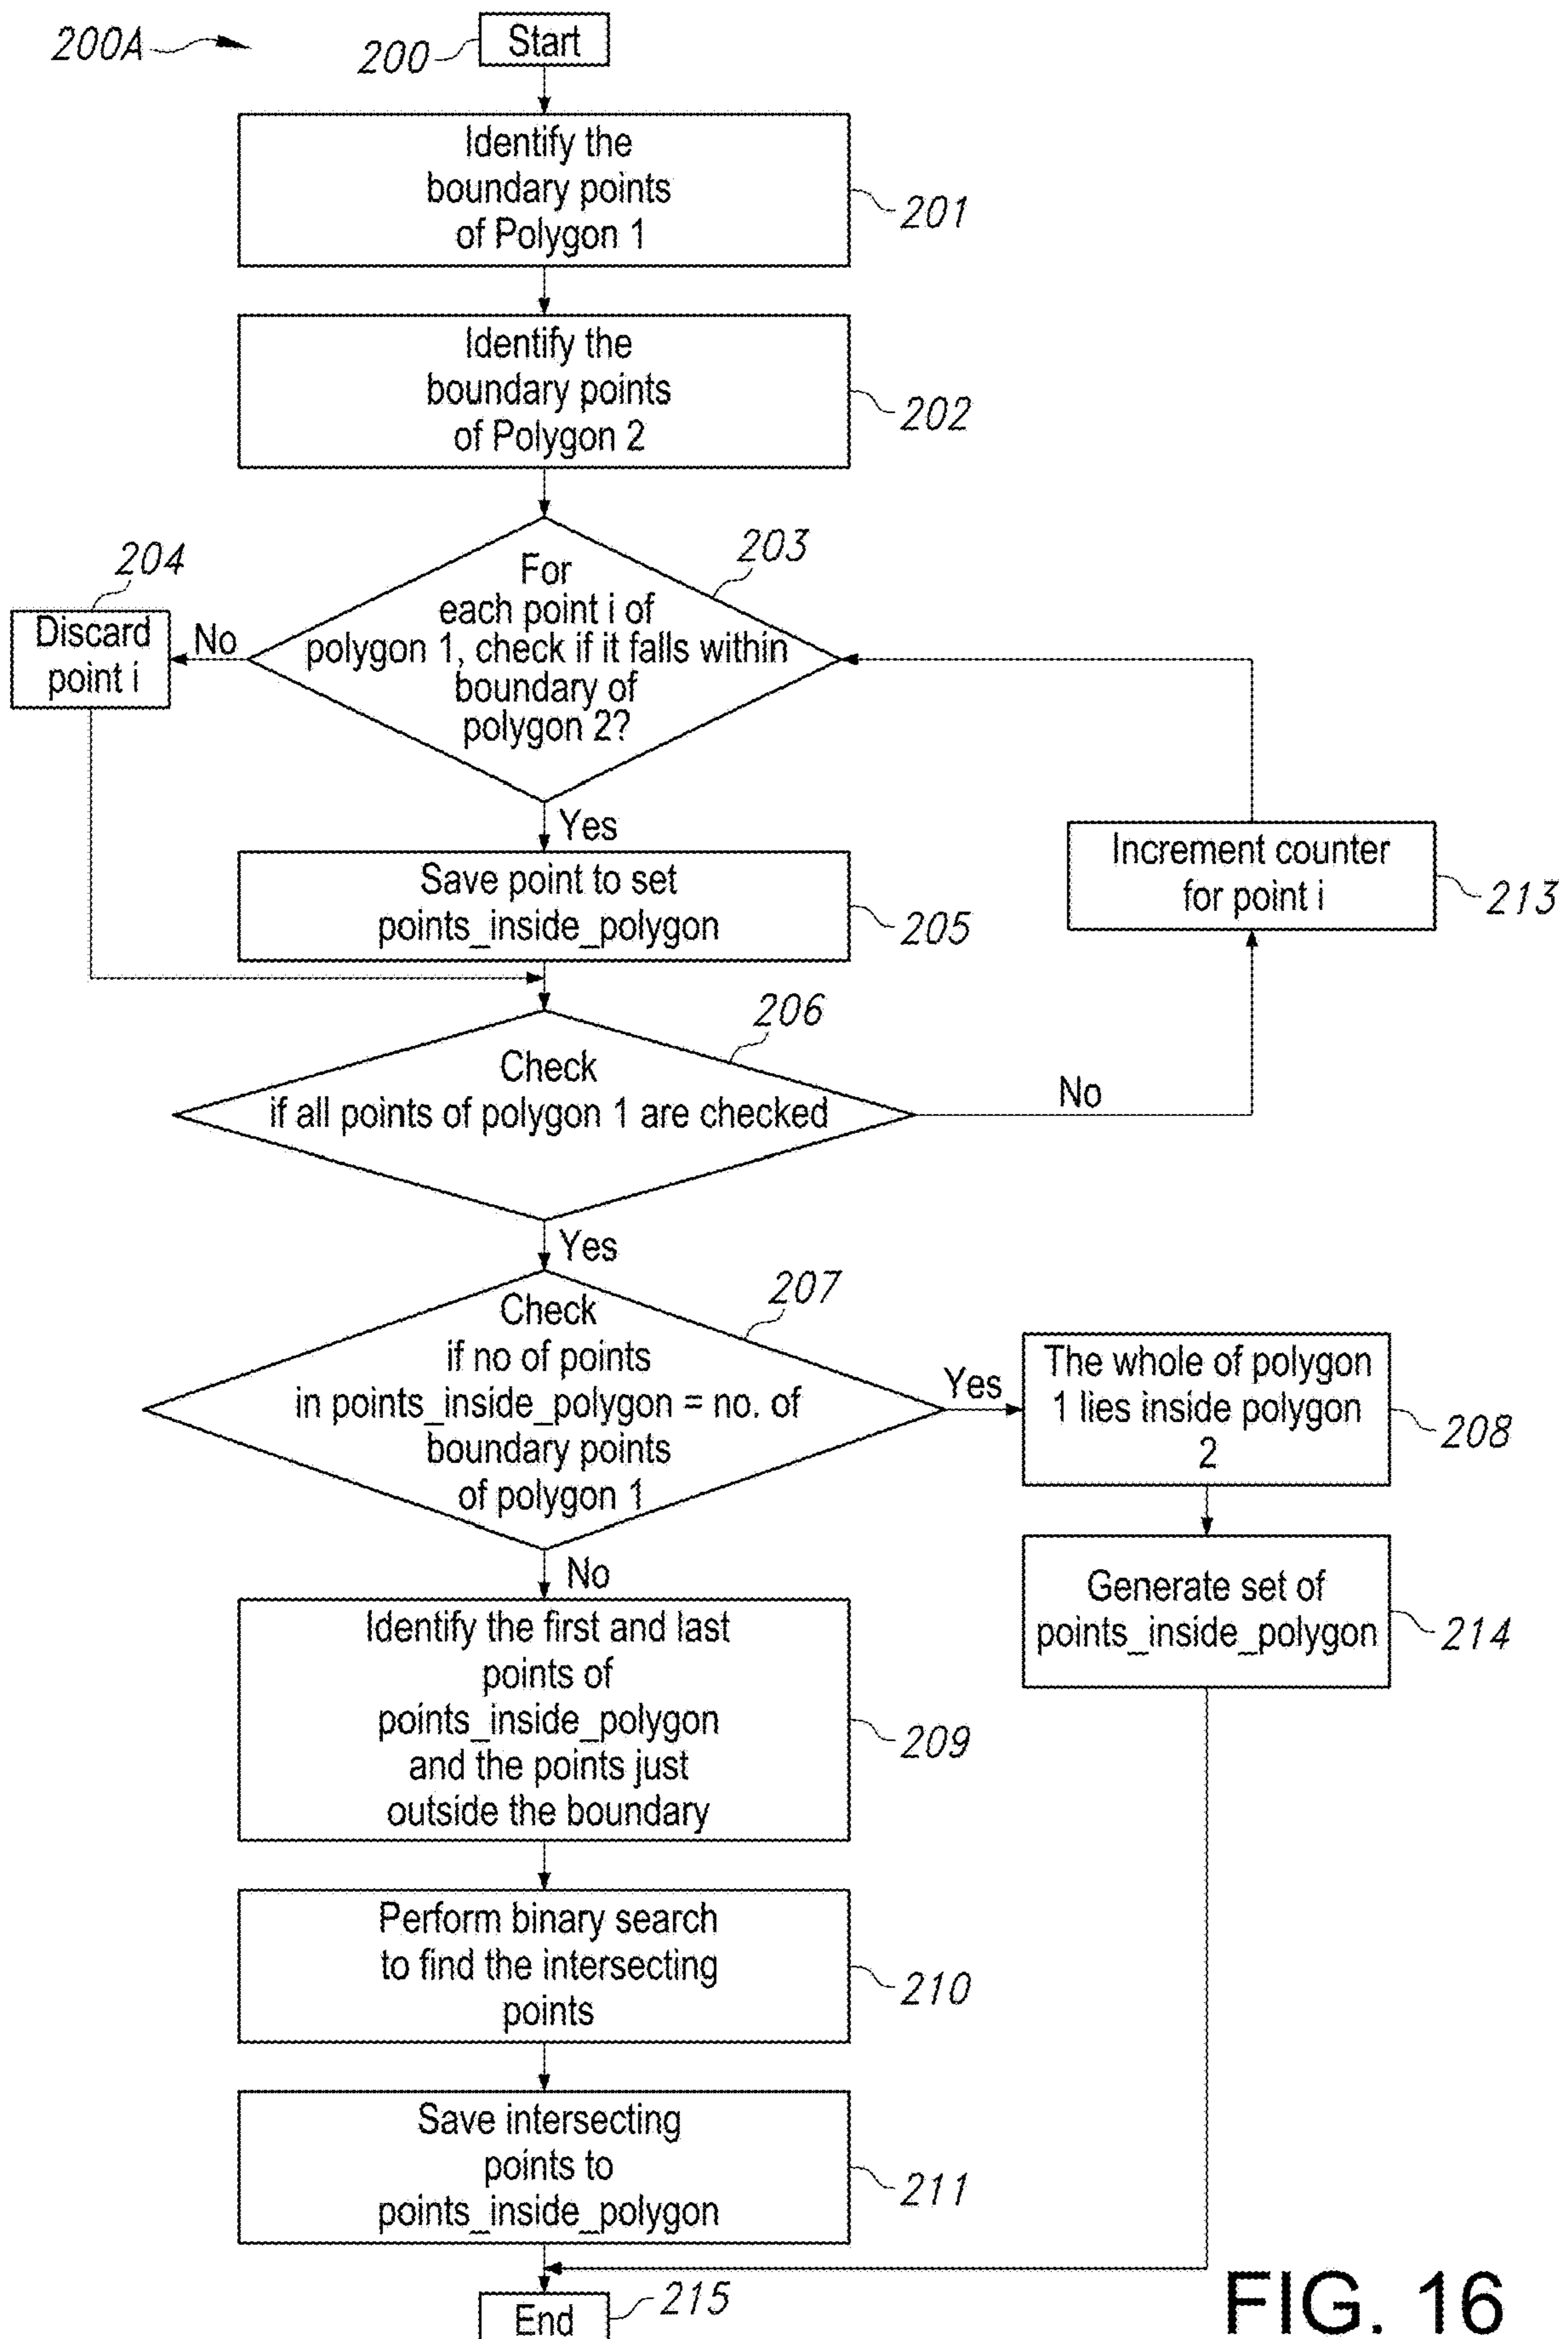 200A
200
Start
Identify the
boundary points
of Polygon 1
201
Identify the
boundary points
of Polygon 2
202
203
For
each point i of
polygon 1, check if it falls within
boundary of
polygon 2?
204
Discard
point i
No
Yes
Save point to set
points_inside_polygon
205
Increment counter
for point i
213
206
Check
if all points of polygon 1 are checked
No
Yes
207
Check
if no of points
in points_inside_polygon = no. of
boundary points
of polygon 1
Yes
The whole of polygon
1 lies inside polygon
2
208
Generate set of
points_inside_polygon
214
No
Identify the first and last
points of
points_inside_polygon
and the points just
outside the boundary
209
Perform binary search
to find the intersecting
points
210
Save intersecting
points to
points_inside_polygon
211
End
215
FIG. 16